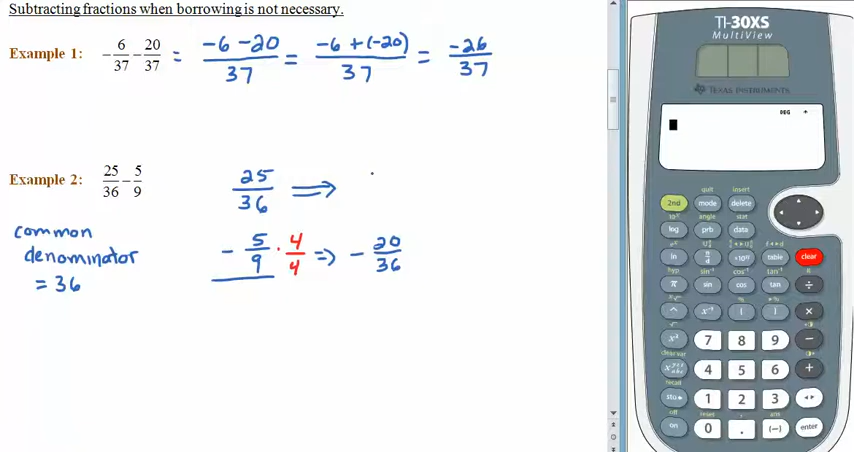 Subtracting fractions when borrowing is not necessary.
Example 1: -6/37 - 20/37 = (-6 - 20)/37 = (-6 + (-20))/37 = -26/37
Example 2: 25/36 - 5/9
25/36 ⇒
common
denominator
= 36
- 5/9 · 4/4 ⇒ - 20/36
TI-30XS
MultiView
TEXAS INSTRUMENTS
DEG
quit insert
2nd mode delete
angle stat
log prb data
ln n/d ×10ⁿ table clear
hyp sin⁻¹ cos⁻¹ tan⁻¹
π sin cos tan ÷
%
^ x⁻¹ ( ) ×
x² 7 8 9 −
clear var
x y z t a b c 4 5 6 +
recall
sto▸ 1 2 3 ◂▸
off reset ans
on 0 . (−) enter